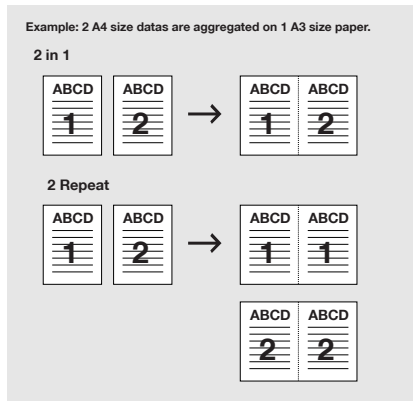 Example: 2 A4 size datas are aggregated on 1 A3 size paper.
2 in 1
ABCD ABCD ABCD ABCD
1 2 1 2
2 Repeat
ABCD ABCD ABCD ABCD
1 2 1 1
ABCD ABCD
2 2